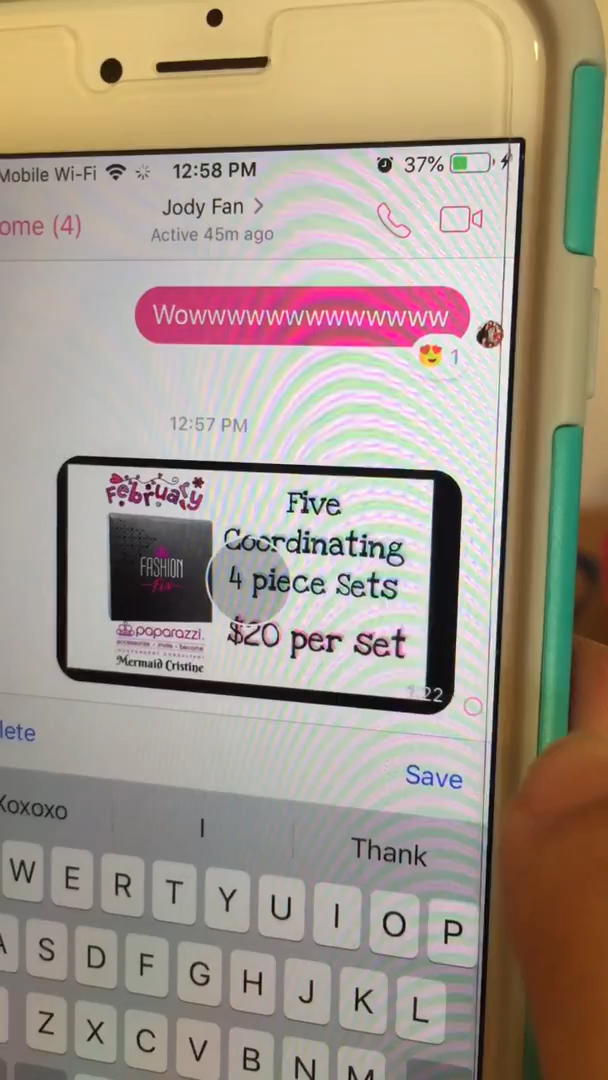 Mobile Wi-Fi 12:58 PM 37%
ome (4)
Jody Fan >
Active 45m ago
Wowwwwwwwwwwwwww
1
12:57 PM
February
FASHION
Fix
paparazzi
Mermaid Cristine
Five
Coordinating
4 piece Sets
$20 per set
:22
lete
Save
Xoxoxo I Thank
W E R T Y U I O P
A S D F G H J K L
Z X C V B N M